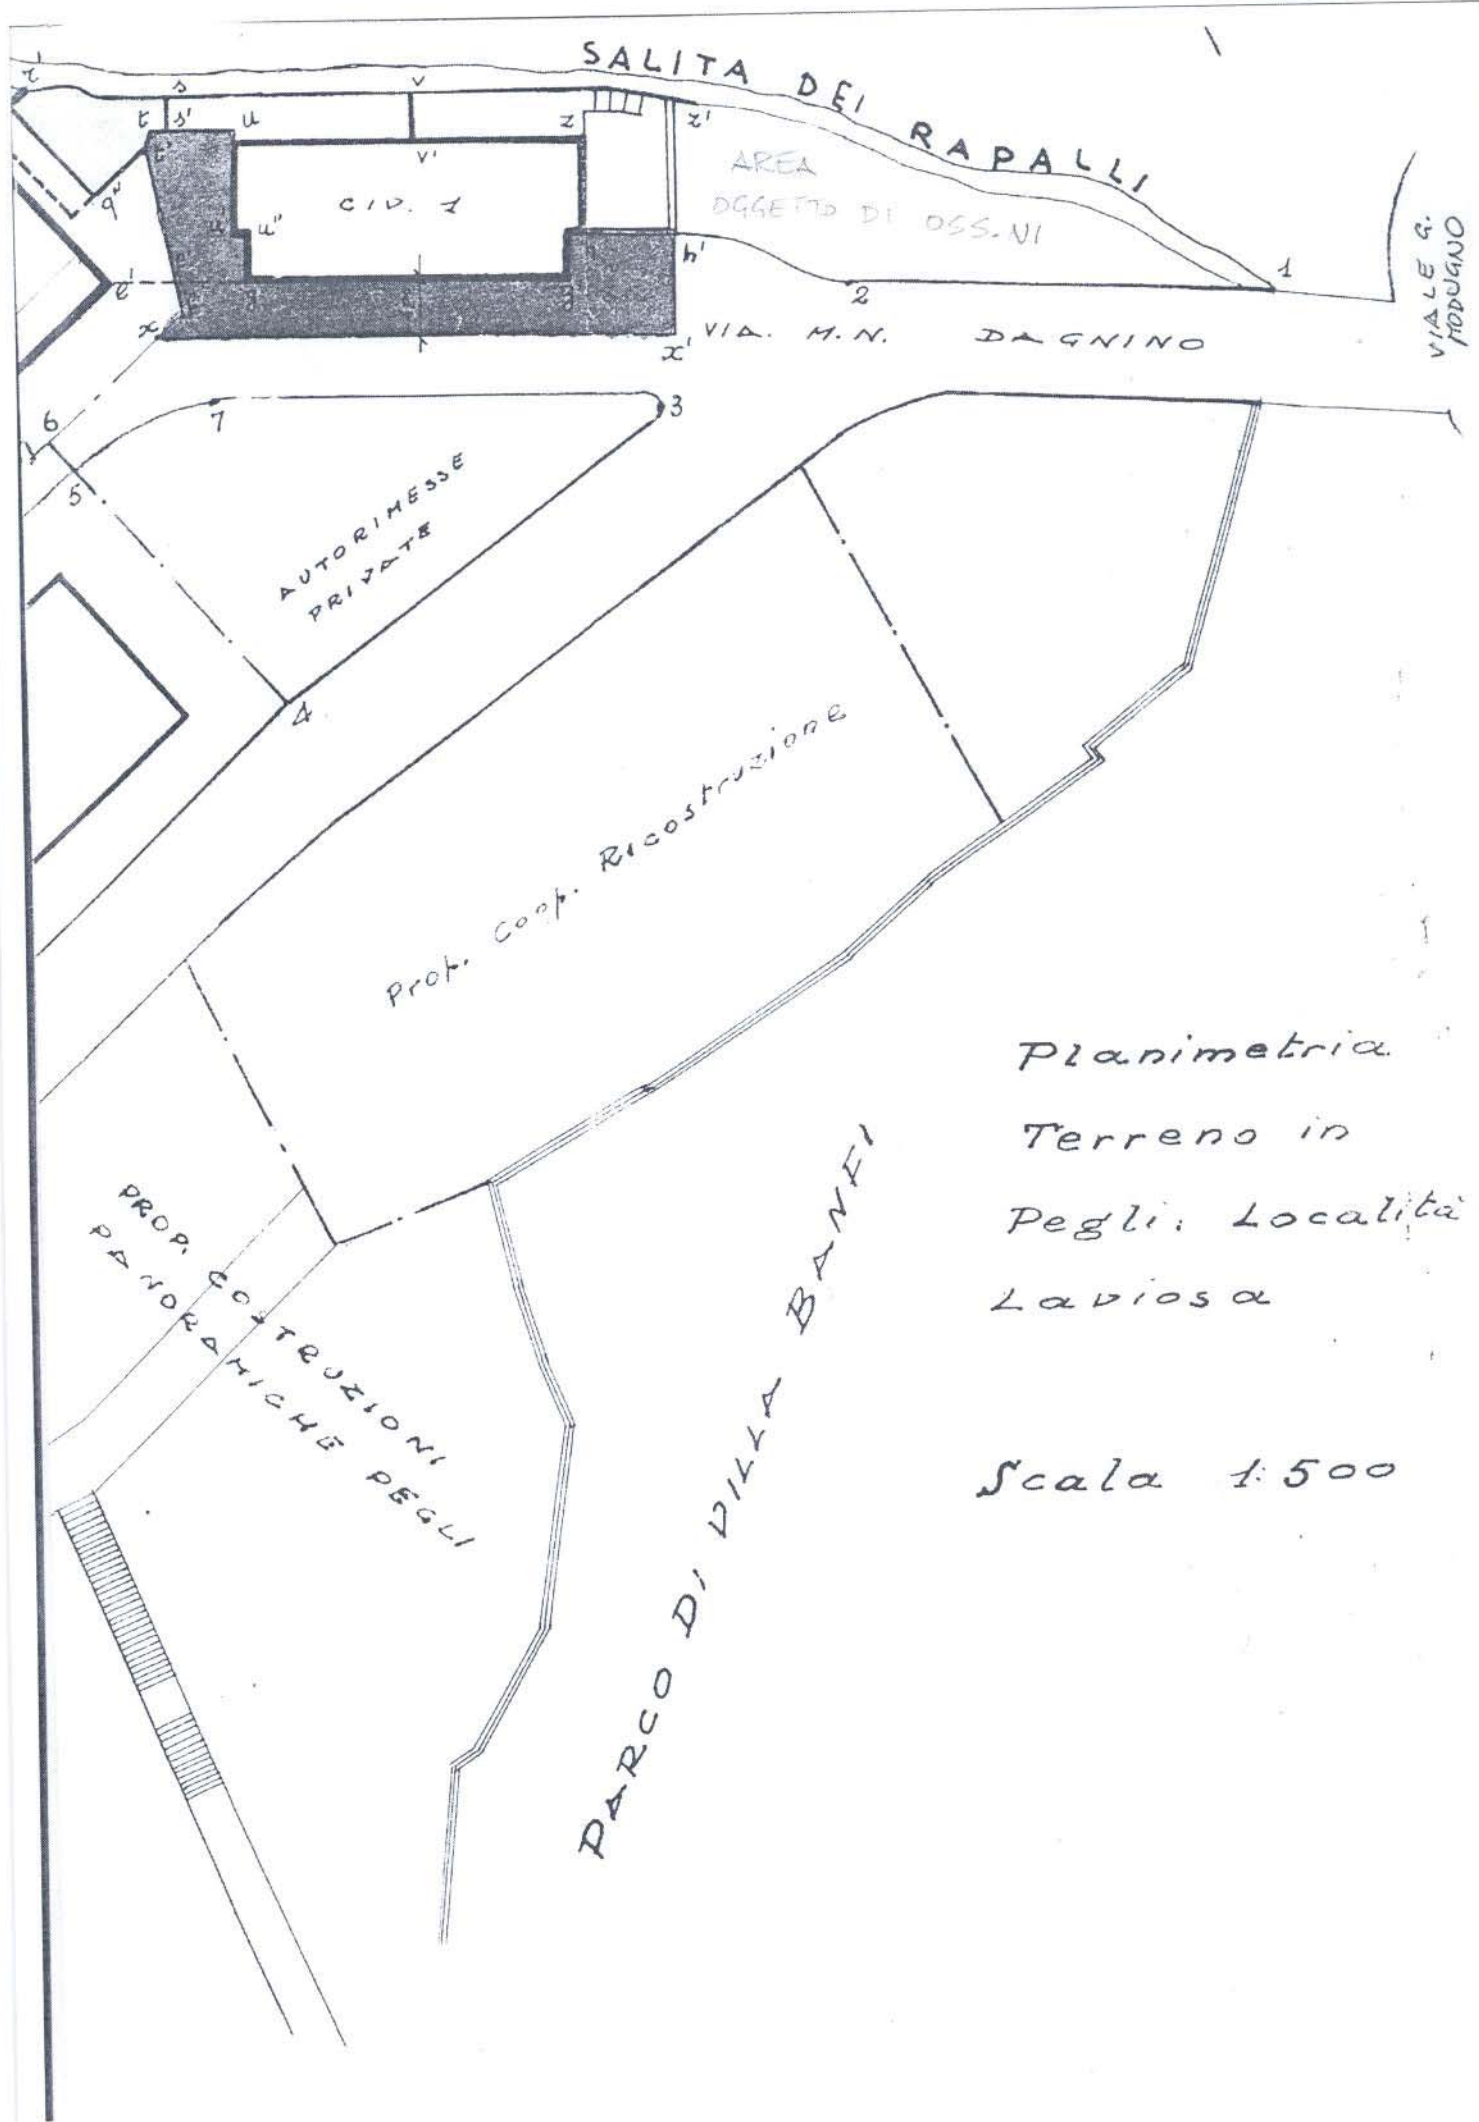 SALITA DEI RAPALLI
r'
s
v
t
s'
u
z
z'
t'
v'
AREA
OGGETTO DI OSS.NI
q''
CIV. 1
u'
u''
h'
e'
1
2
VIALE G.
MODUGNO
x
x'
VIA. M.N. DAGNINO
6
7
3
5
AUTORIMESSE
PRIVATE
4
Prop. Coop. Ricostruzione
Planimetria
Terreno in
Pegli: Località
Laviosa
PROP. COSTRUZIONI
PANORAMICHE PEGLI
PARCO DI VILLA BANFI
Scala 1:500